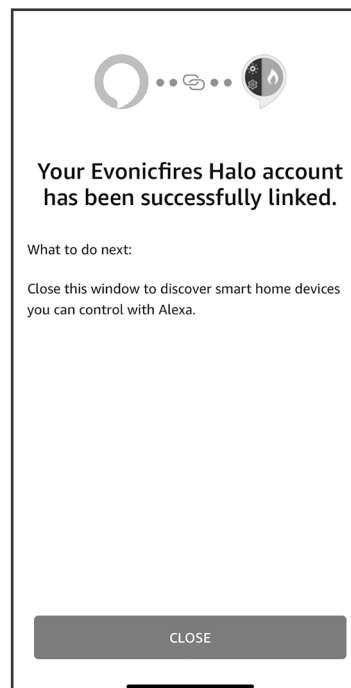 Your Evonicfires Halo account
has been successfully linked.
What to do next:
Close this window to discover smart home devices
you can control with Alexa.
CLOSE